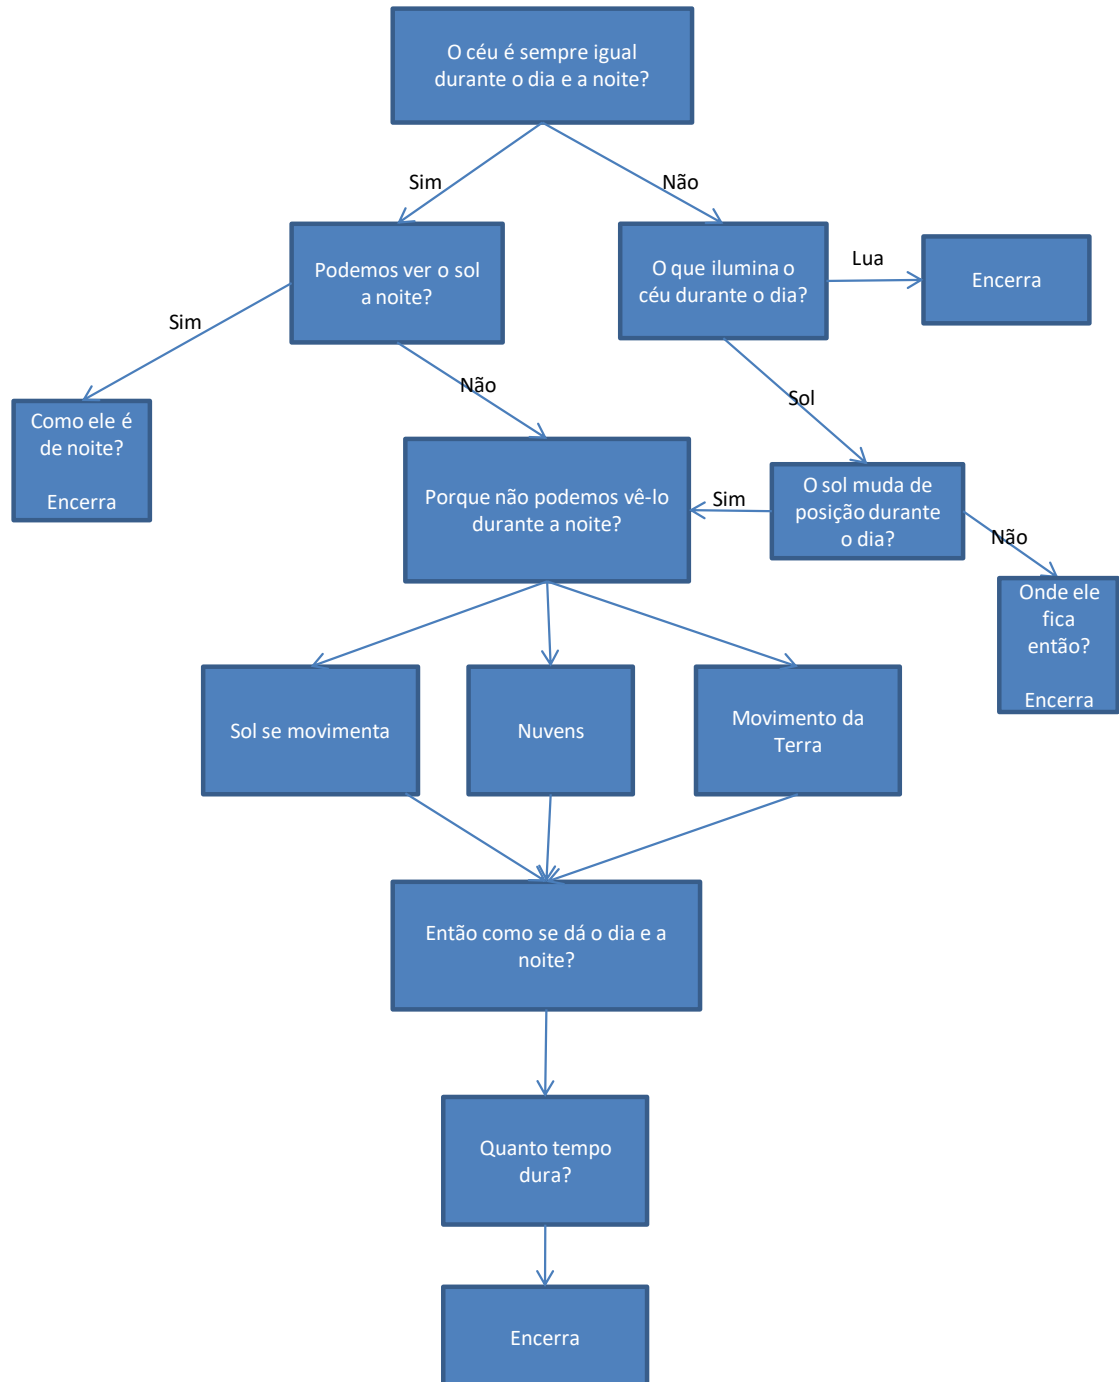 O céu é sempre igual
durante o dia e a noite?
Sim
Não
Podemos ver o sol
a noite?
O que ilumina o
céu durante o dia?
Lua
Encerra
Sim
Não
Sol
Como ele é
de noite?
Encerra
Porque não podemos vê-lo
durante a noite?
Sim
O sol muda de
posição durante
o dia?
Não
Onde ele
fica
então?
Encerra
Sol se movimenta
Nuvens
Movimento da
Terra
Então como se dá o dia e a
noite?
Quanto tempo
dura?
Encerra